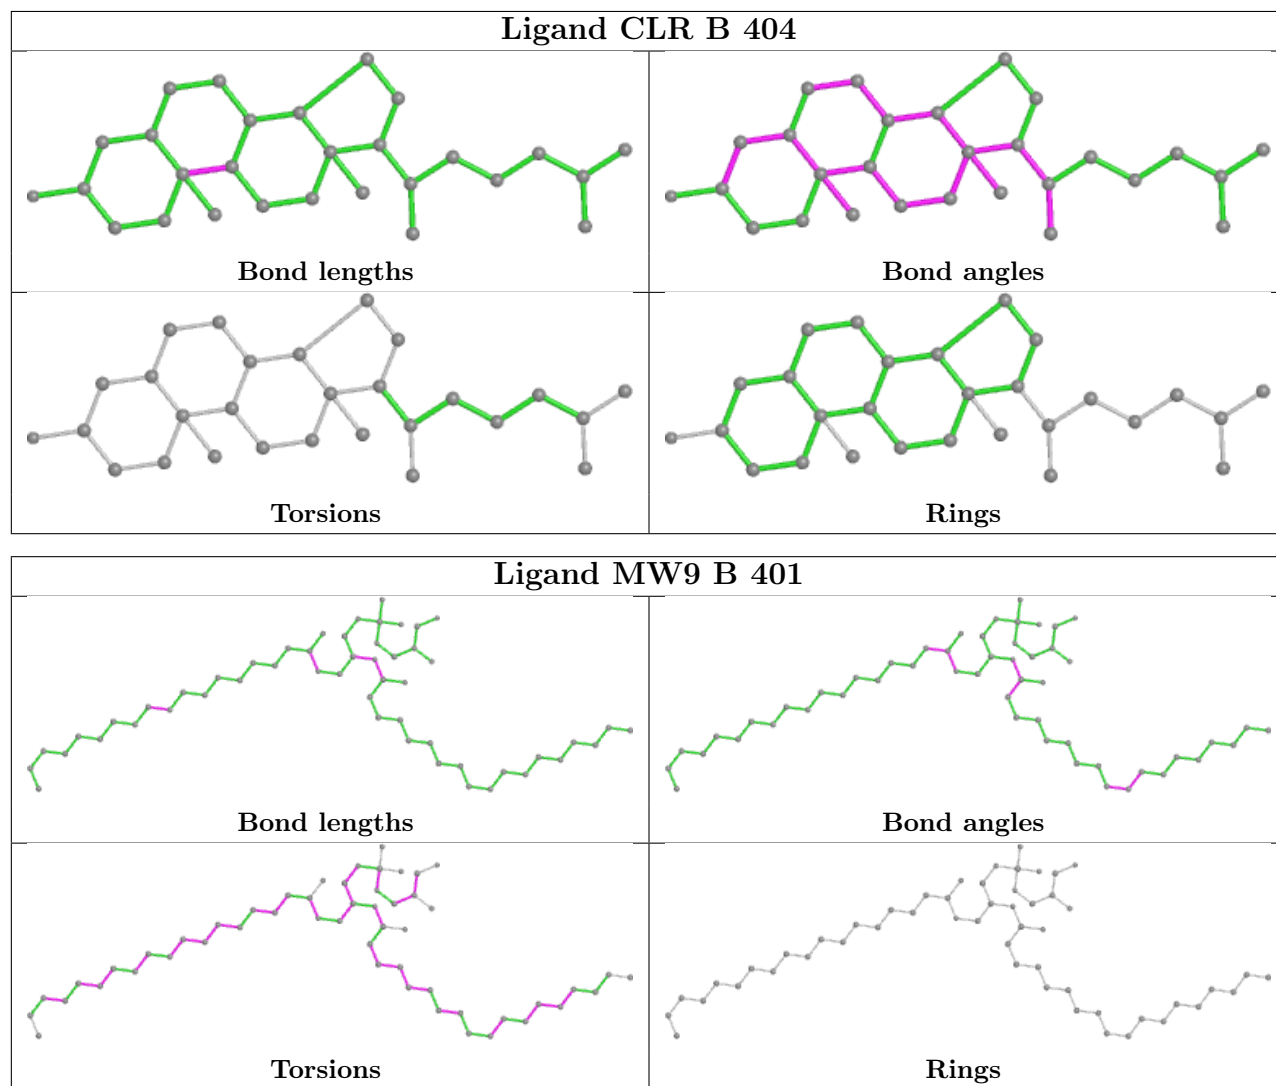 Ligand CLR B 404
Bond lengths
Bond angles
Torsions
Rings
Ligand MW9 B 401
Bond lengths
Bond angles
Torsions
Rings